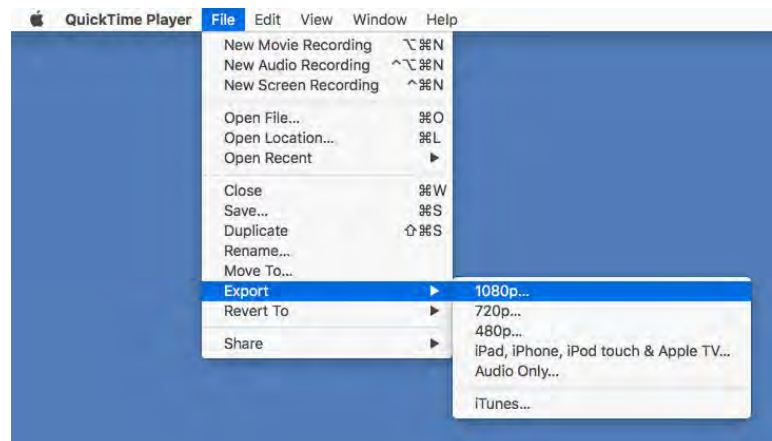 QuickTime Player File Edit View Window Help
New Movie Recording ⌥⌘N
New Audio Recording ^⌥⌘N
New Screen Recording ^⌘N
Open File... ⌘O
Open Location... ⌘L
Open Recent ▶
Close ⌘W
Save... ⌘S
Duplicate ⇧⌘S
Rename...
Move To...
Export ▶
Revert To ▶
Share ▶
1080p...
720p...
480p...
iPad, iPhone, iPod touch & Apple TV...
Audio Only...
iTunes...